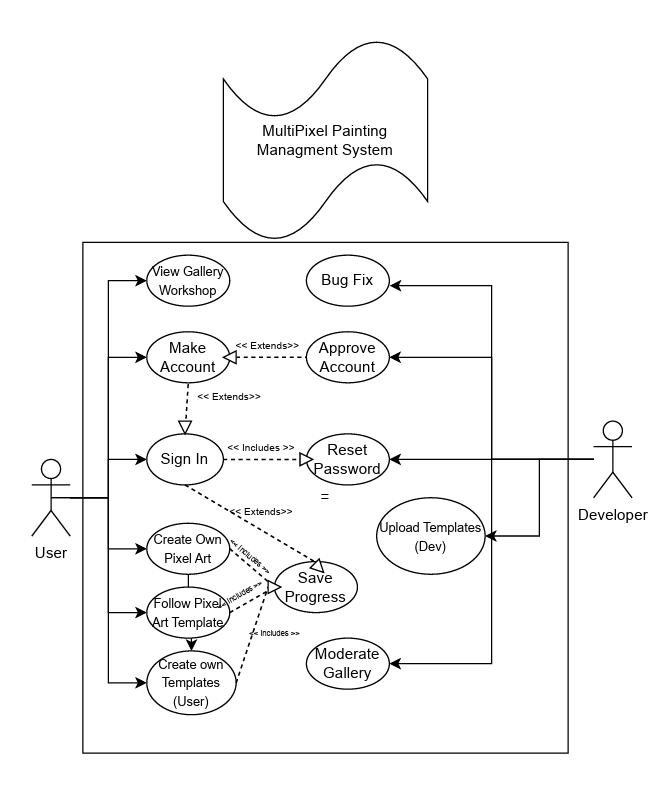 MultiPixel Painting
Managment System
View Gallery
Workshop
Bug Fix
Make
Account
<< Extends>>
Approve
Account
<< Extends>>
Sign In
<< Includes >>
Reset
Password
=
User
Developer
<< Extends>>
Upload Templates
(Dev)
Create Own
Pixel Art
<< Includes >>
Save
Progress
Follow Pixel
Art Template
<< Includes >>
<< Includes >>
Create own
Templates
(User)
Moderate
Gallery